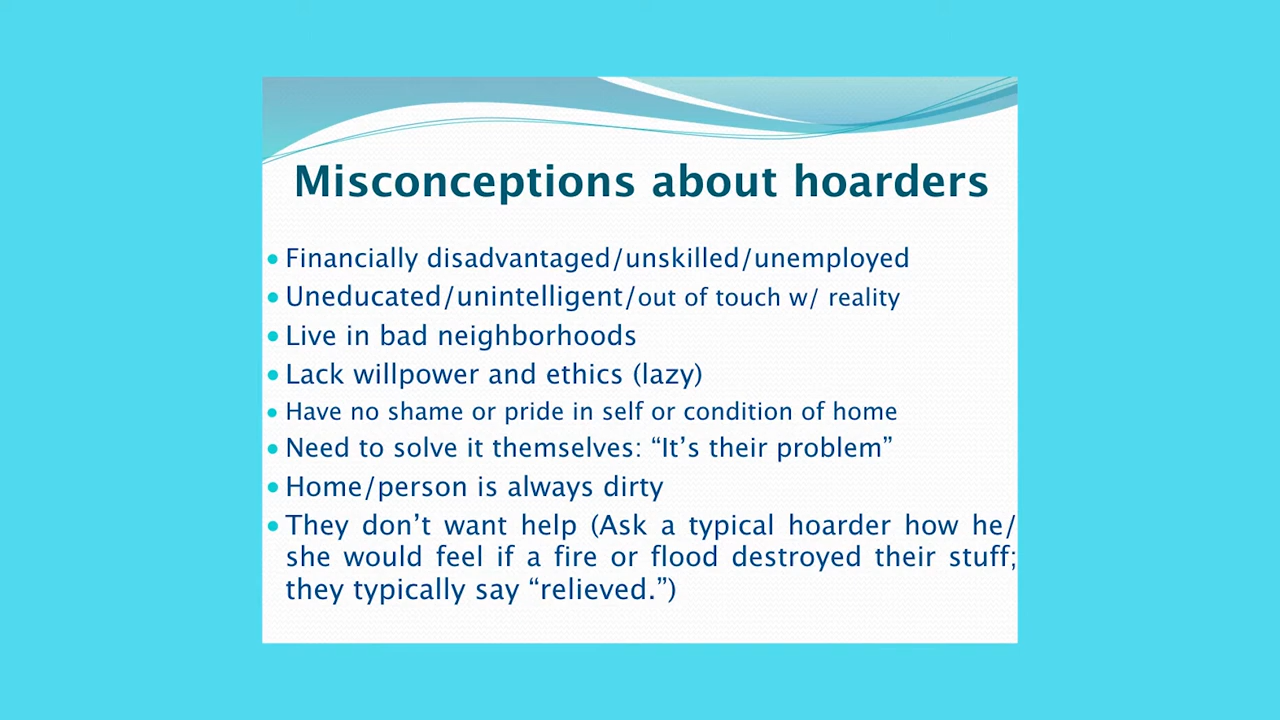 Misconceptions about hoarders
• Financially disadvantaged/unskilled/unemployed
• Uneducated/unintelligent/out of touch w/ reality
• Live in bad neighborhoods
• Lack willpower and ethics (lazy)
• Have no shame or pride in self or condition of home
• Need to solve it themselves: “It’s their problem”
• Home/person is always dirty
• They don’t want help (Ask a typical hoarder how he/
she would feel if a fire or flood destroyed their stuff;
they typically say “relieved.”)